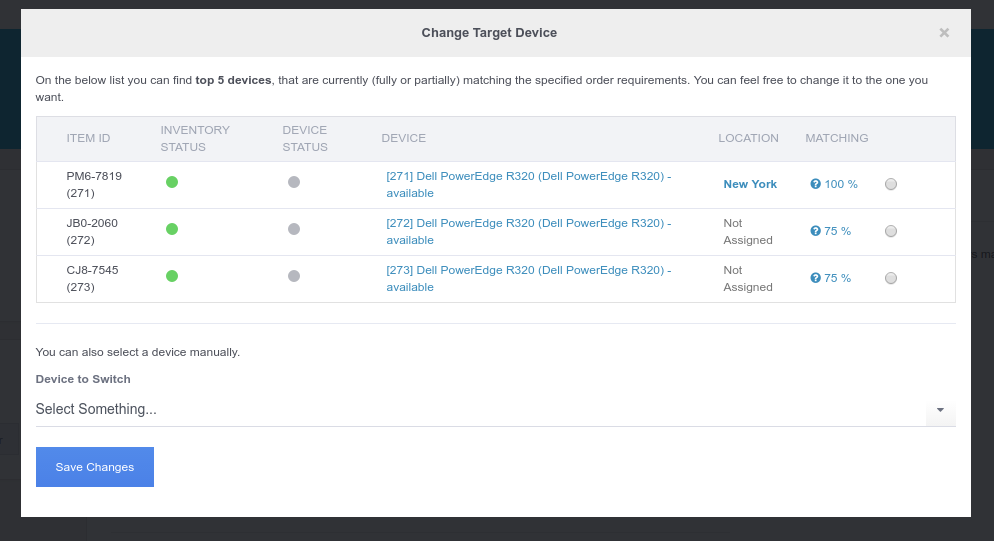 Change Target Device ×
On the below list you can find top 5 devices, that are currently (fully or partially) matching the specified order requirements. You can feel free to change it to the one you
want.
ITEM ID INVENTORY STATUS DEVICE STATUS DEVICE LOCATION MATCHING
PM6-7819 (271) [271] Dell PowerEdge R320 (Dell PowerEdge R320) - available New York 100 %
JB0-2060 (272) [272] Dell PowerEdge R320 (Dell PowerEdge R320) - available Not Assigned 75 %
CJ8-7545 (273) [273] Dell PowerEdge R320 (Dell PowerEdge R320) - available Not Assigned 75 %
You can also select a device manually.
Device to Switch
Select Something...
Save Changes